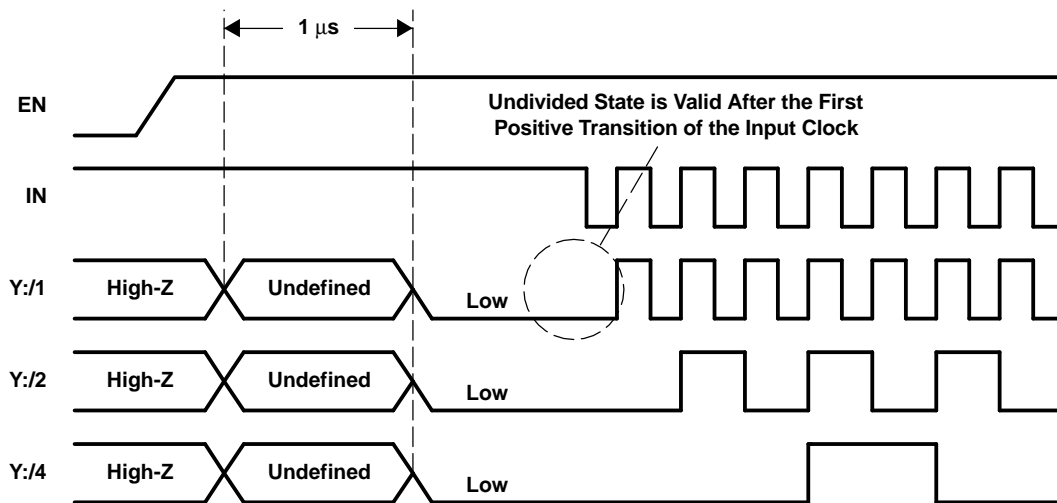 1 μs
EN
Undivided State is Valid After the First
Positive Transition of the Input Clock
IN
Y:/1 High-Z Undefined Low
Y:/2 High-Z Undefined Low
Y:/4 High-Z Undefined Low